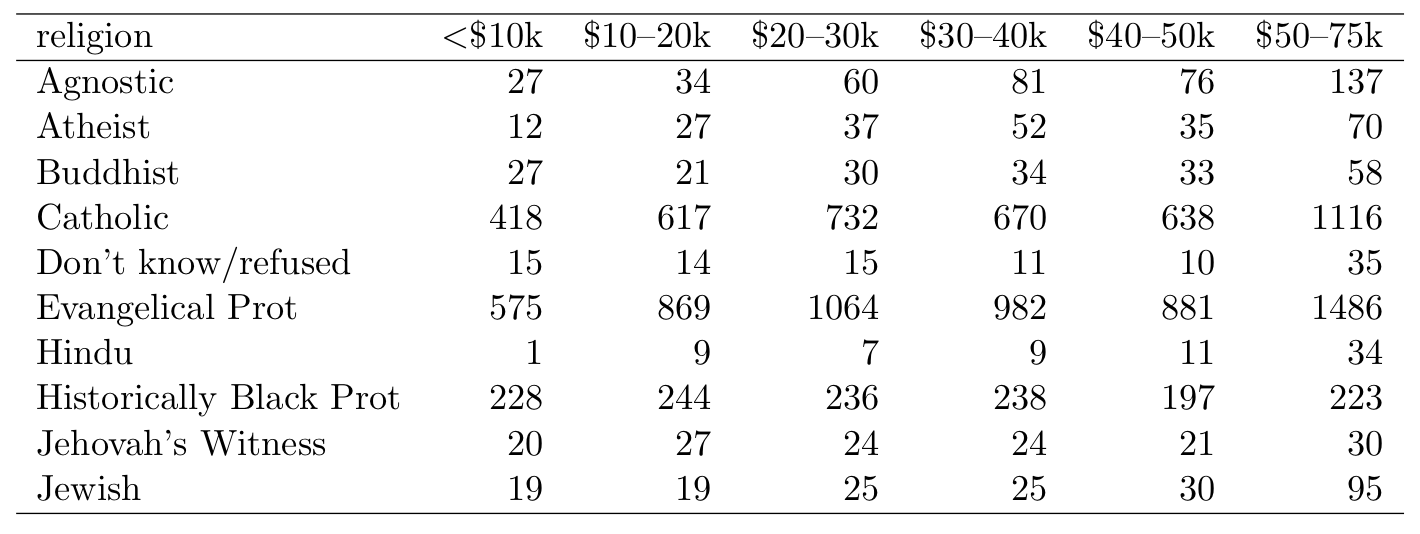 religion <$10k $10–20k $20–30k $30–40k $40–50k $50–75k
Agnostic 27 34 60 81 76 137
Atheist 12 27 37 52 35 70
Buddhist 27 21 30 34 33 58
Catholic 418 617 732 670 638 1116
Don’t know/refused 15 14 15 11 10 35
Evangelical Prot 575 869 1064 982 881 1486
Hindu 1 9 7 9 11 34
Historically Black Prot 228 244 236 238 197 223
Jehovah’s Witness 20 27 24 24 21 30
Jewish 19 19 25 25 30 95